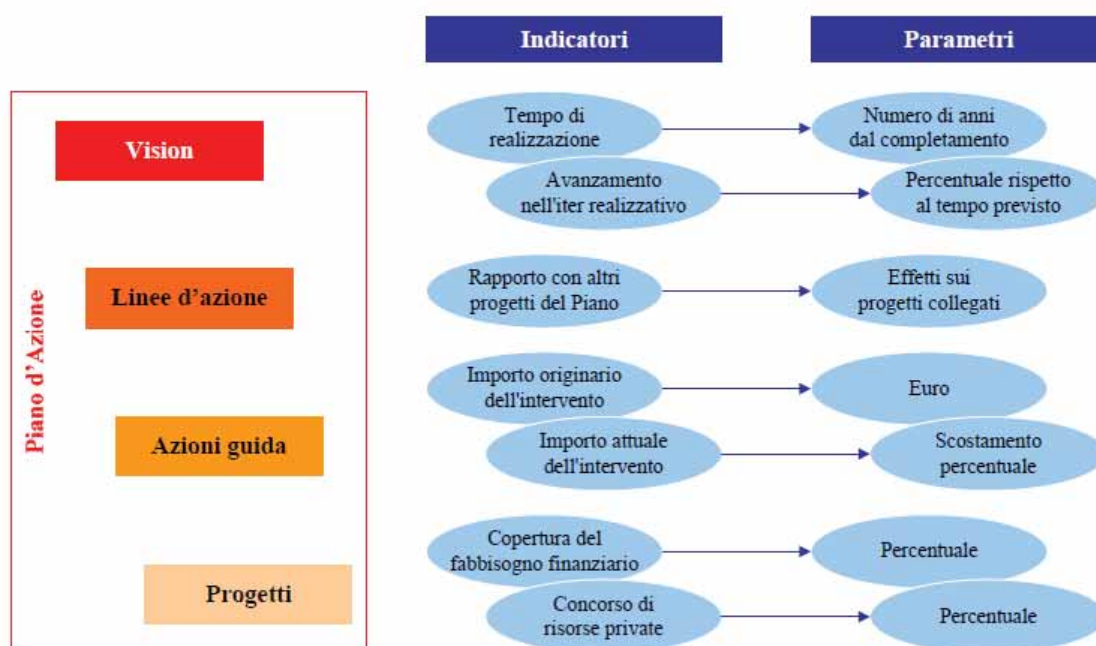 Indicatori
Parametri
Piano d'Azione
Vision
Linee d'azione
Azioni guida
Progetti
Tempo di
realizzazione
Numero di anni
dal completamento
Avanzamento
nell'iter realizzativo
Percentuale rispetto
al tempo previsto
Rapporto con altri
progetti del Piano
Effetti sui
progetti collegati
Importo originario
dell'intervento
Euro
Importo attuale
dell'intervento
Scostamento
percentuale
Copertura del
fabbisogno finanziario
Percentuale
Concorso di
risorse private
Percentuale